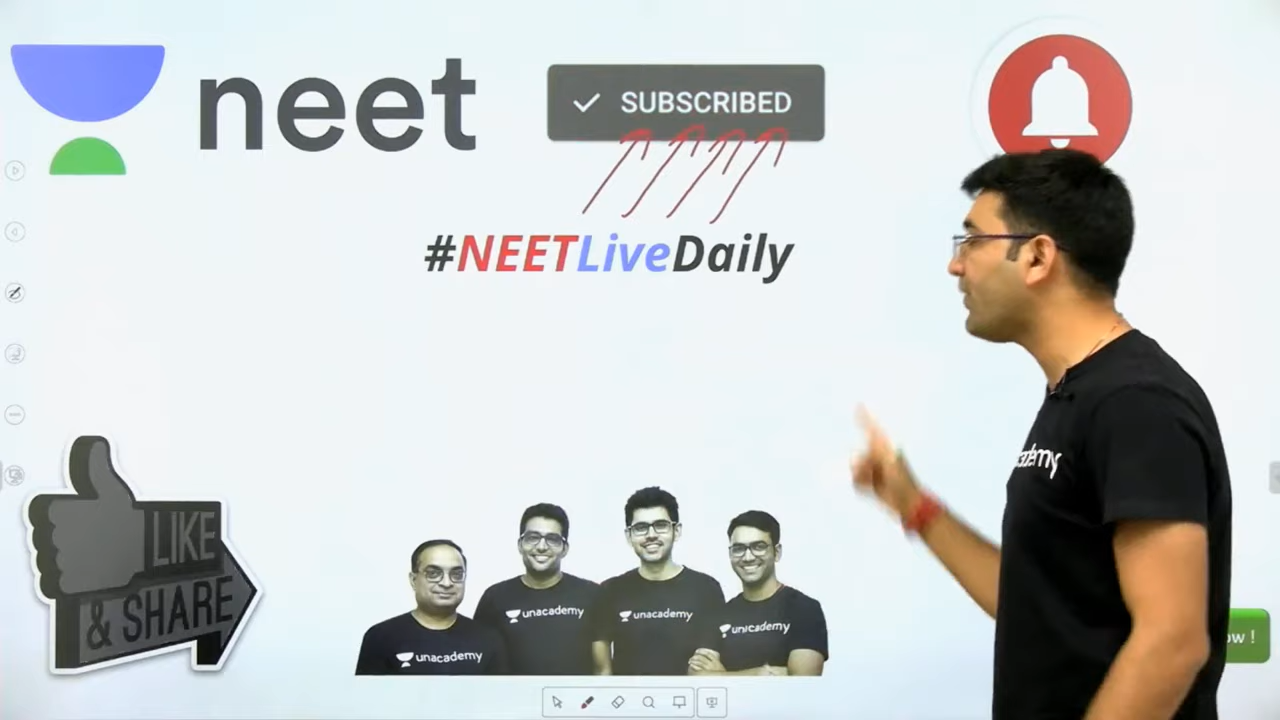 neet
SUBSCRIBED
#NEETLiveDaily
LIKE
& SHARE
unacademy
unacademy
unacademy
unacademy